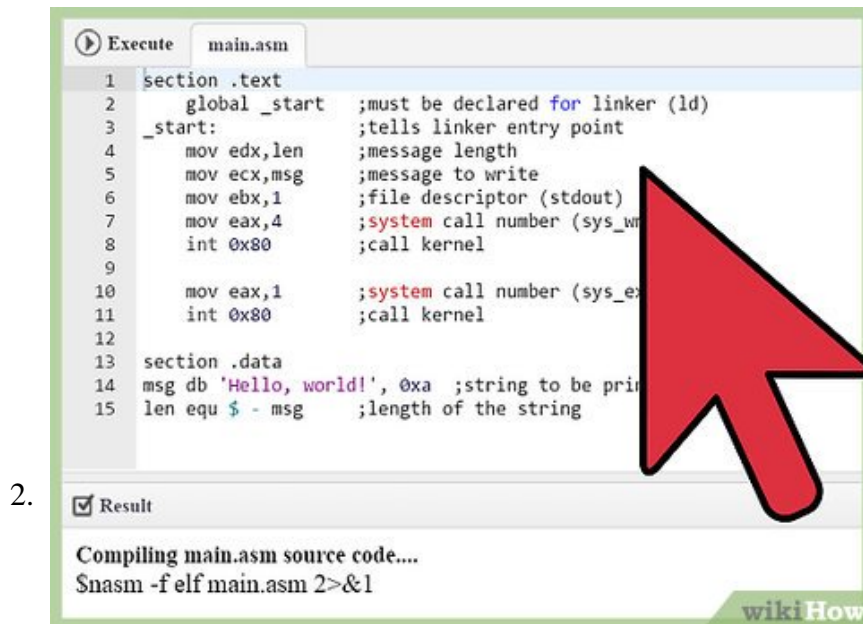 Execute main.asm
1 section .text
2 global _start ;must be declared for linker (ld)
3 _start: ;tells linker entry point
4 mov edx,len ;message length
5 mov ecx,msg ;message to write
6 mov ebx,1 ;file descriptor (stdout)
7 mov eax,4 ;system call number
8 int 0x80 ;call kernel
9
10 mov eax,1 ;system call number
11 int 0x80 ;call kernel
12
13 section .data
14 msg db 'Hello, world!', 0xa ;string to be
15 len equ $ - msg ;length of the string
2.
Result
Compiling main.asm source code....
$nasm -f elf main.asm 2>&1
wikiHow